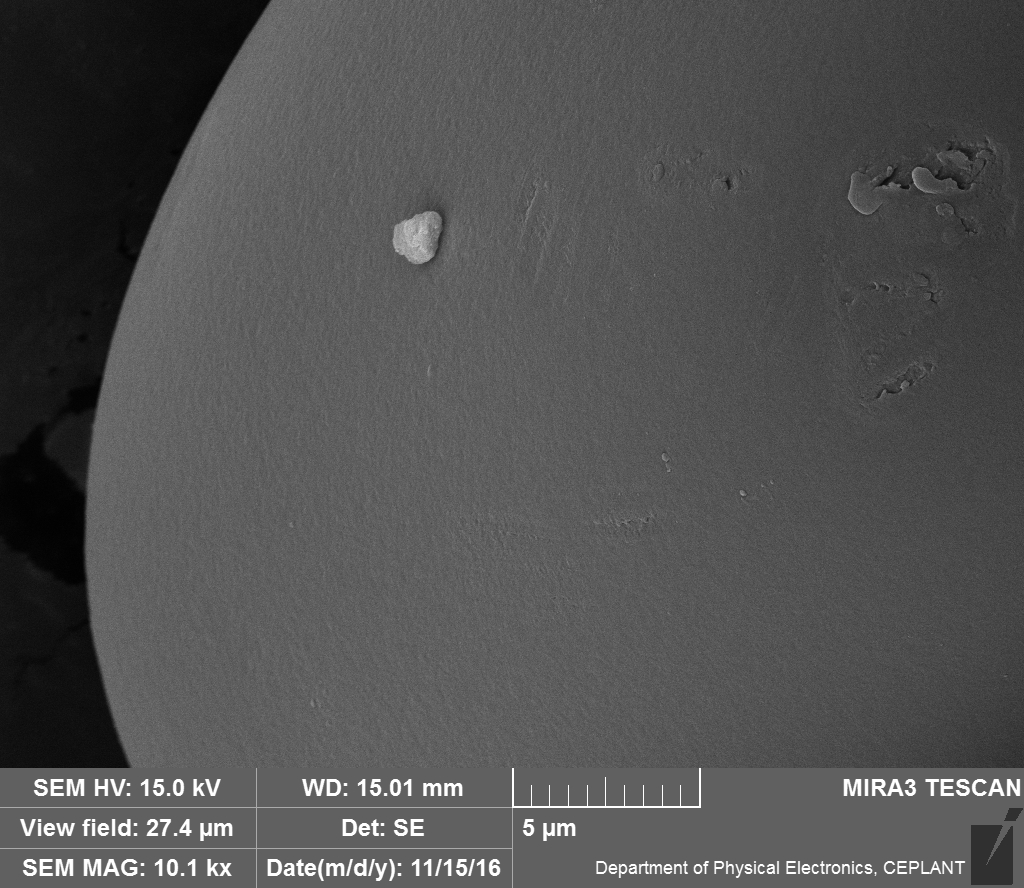 SEM HV: 15.0 kV
WD: 15.01 mm
MIRA3 TESCAN
View field: 27.4 µm
Det: SE
5 µm
SEM MAG: 10.1 kx
Date(m/d/y): 11/15/16
Department of Physical Electronics, CEPLANT